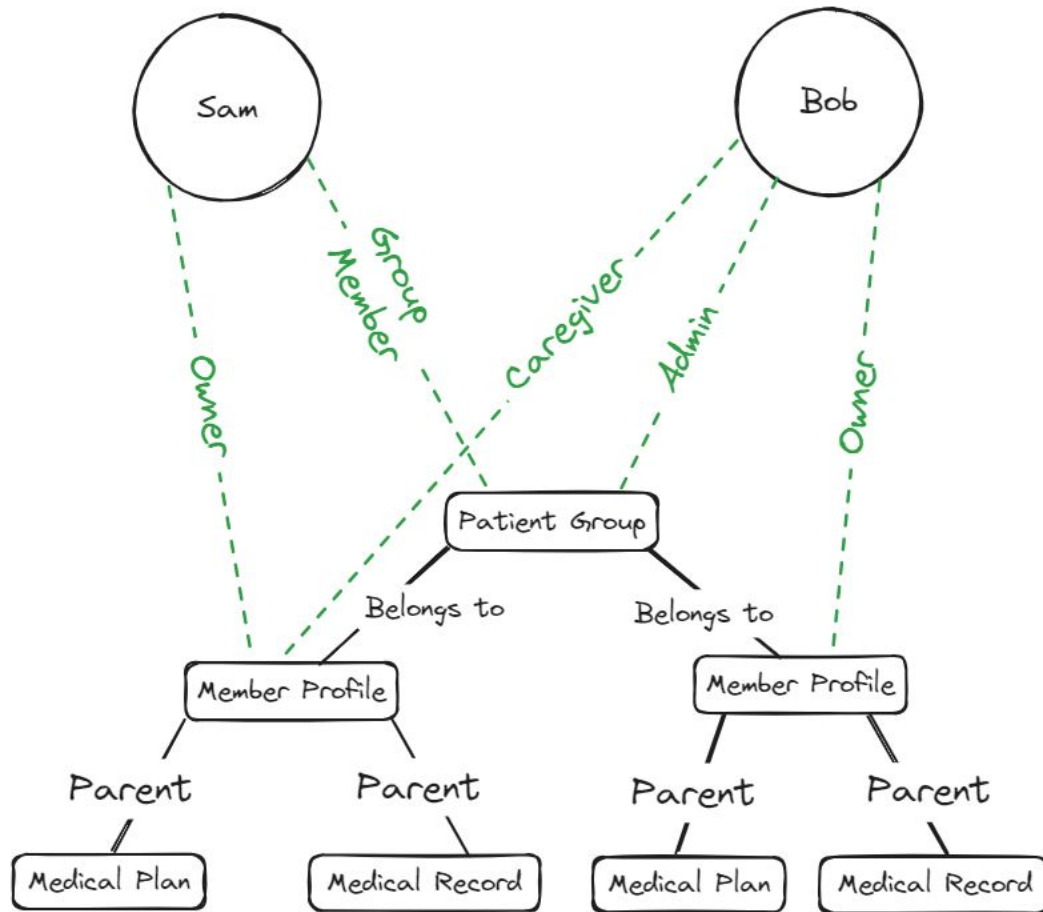 Sam
Bob
Group
Member
Caregiver
Admin
Owner
Owner
Patient Group
Belongs to
Belongs to
Member Profile
Member Profile
Parent
Parent
Parent
Parent
Medical Plan
Medical Record
Medical Plan
Medical Record